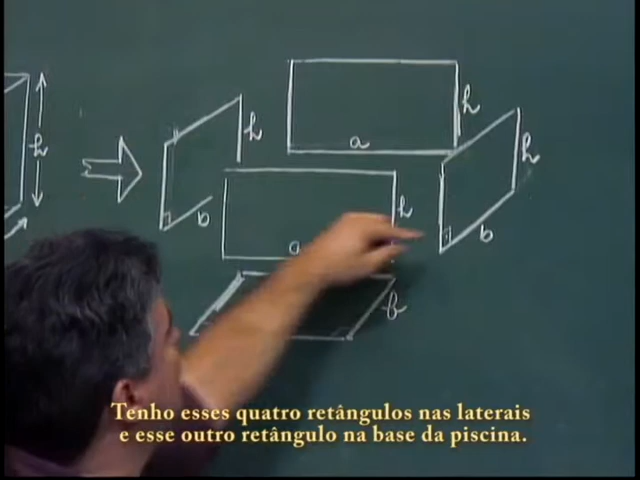 h
h
a
h
h
b
h
a
b
b
Tenho esses quatro retângulos nas laterais
e esse outro retângulo na base da piscina.